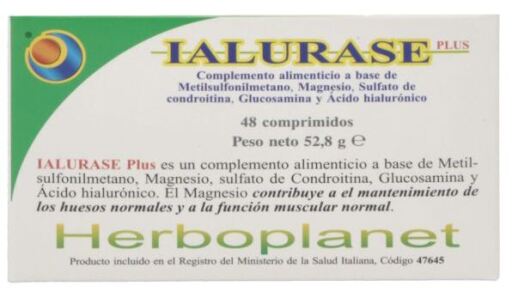 IALURASE PLUS
Complemento alimenticio a base de
Metilsulfonilmetano, Magnesio, Sulfato de
condroitina, Glucosamina y Ácido hialurónico
48 comprimidos
Peso neto 52,8 g ℮
IALURASE Plus es un complemento alimenticio a base de Metil-
sulfonilmetano, Magnesio, sulfato de Condroitina, Glucosamina y
Ácido hialurónico. El Magnesio contribuye a el mantenimiento de
los huesos normales y a la función muscular normal.
Herboplanet
Producto incluido en el Registro del Ministerio de la Salud Italiana, Código 47645